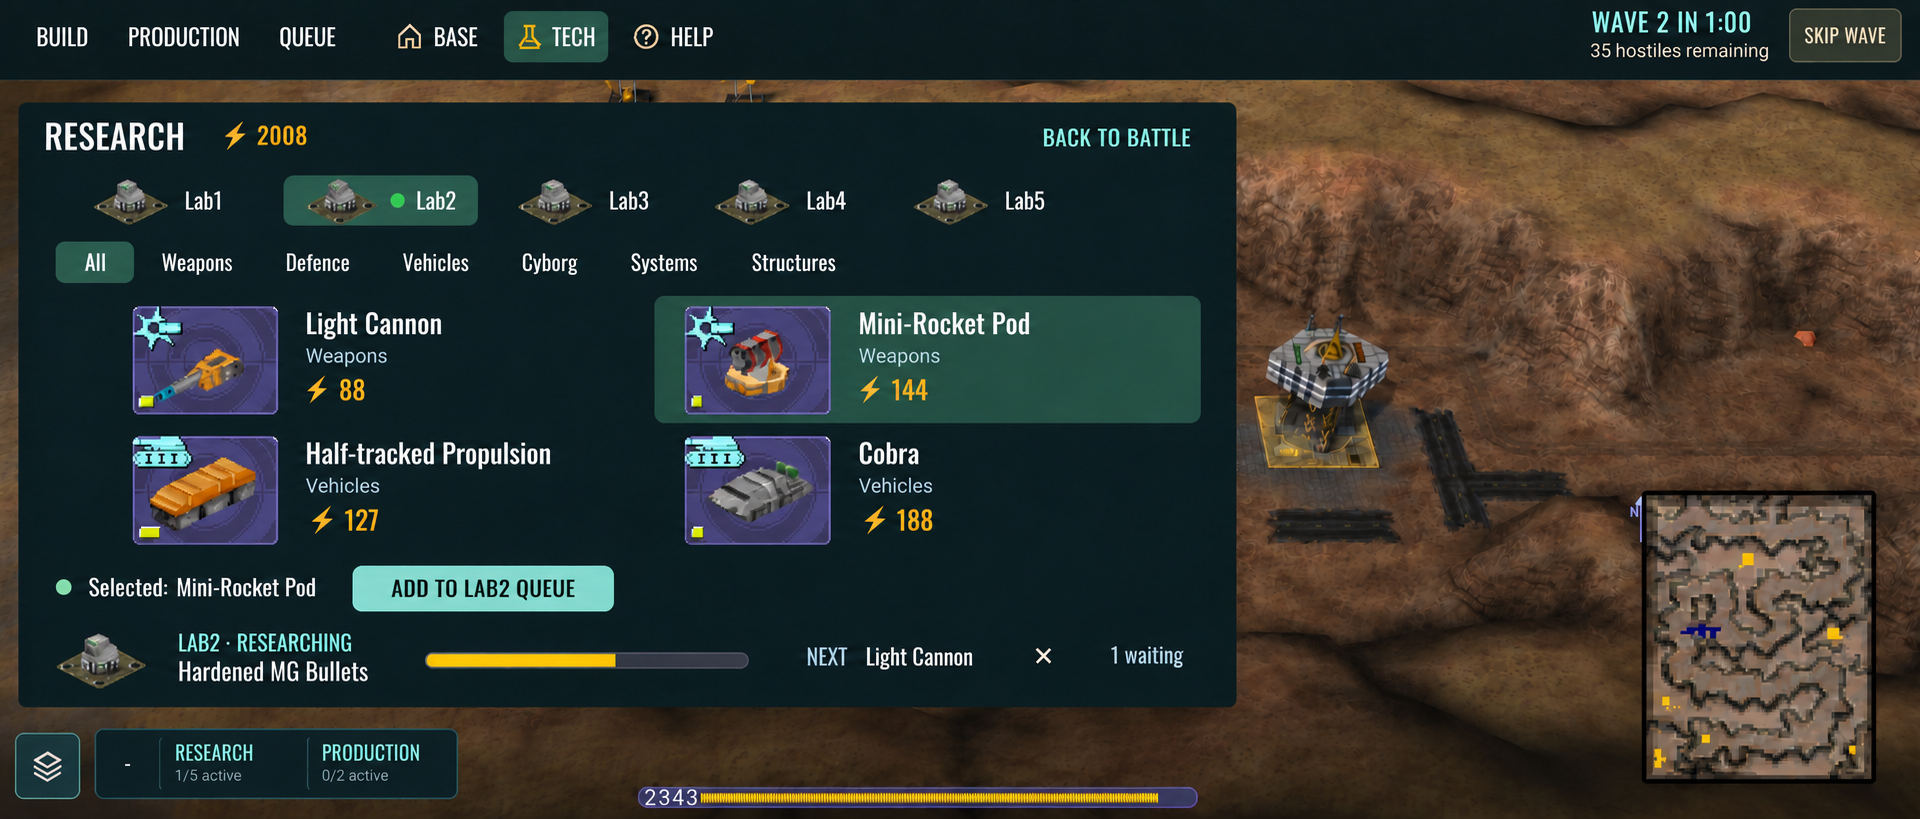 BUILD PRODUCTION QUEUE BASE TECH HELP
WAVE 2 IN 1:00
35 hostiles remaining
SKIP WAVE
RESEARCH 2008
BACK TO BATTLE
Lab1 Lab2 Lab3 Lab4 Lab5
All Weapons Defence Vehicles Cyborg Systems Structures
Light Cannon
Weapons
88
Mini-Rocket Pod
Weapons
144
Half-tracked Propulsion
Vehicles
127
Cobra
Vehicles
188
Selected: Mini-Rocket Pod
ADD TO LAB2 QUEUE
LAB2 · RESEARCHING
Hardened MG Bullets
NEXT Light Cannon ✕ 1 waiting
N
-
RESEARCH
1/5 active
PRODUCTION
0/2 active
2343